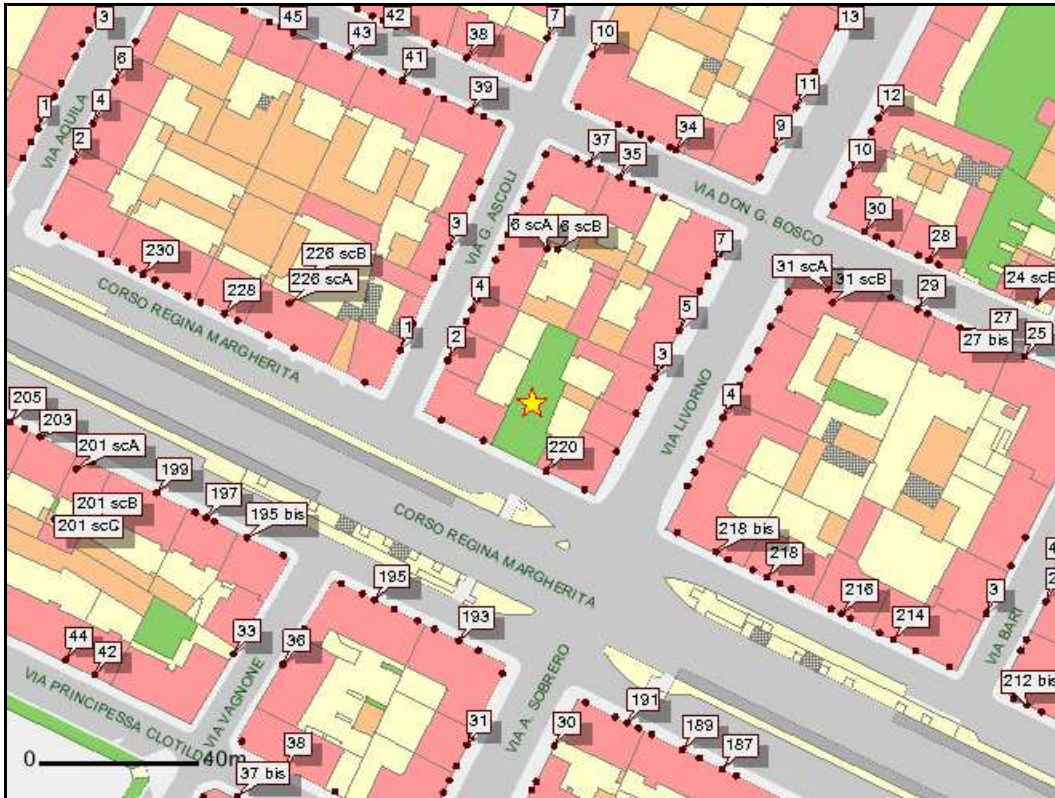 3
45
42
7
13
43
38
10
6
41
39
11
12
1
4
34
9
2
37
35
10
VIA AQUILA
VIA G. ASCOLI
VIA DON G. BOSCO
30
3
6 scA
6 scB
7
28
226 scB
31 scA
230
226 scA
31 scB
24 scB
4
29
228
5
27
CORSO REGINA MARGHERITA
1
27 bis
25
2
3
VIA LIVORNO
205
4
203
201 scA
220
199
201 scB
197
CORSO REGINA MARGHERITA
201 scG
195 bis
218 bis
218
195
2
216
3
193
214
33
36
VIA BARI
44
42
VIA SOBRERO
VIA VAGNONE
212 bis
VIA PRINCIPESSA CLOTILD
191
31
30
38
189
187
0 40m
37 bis